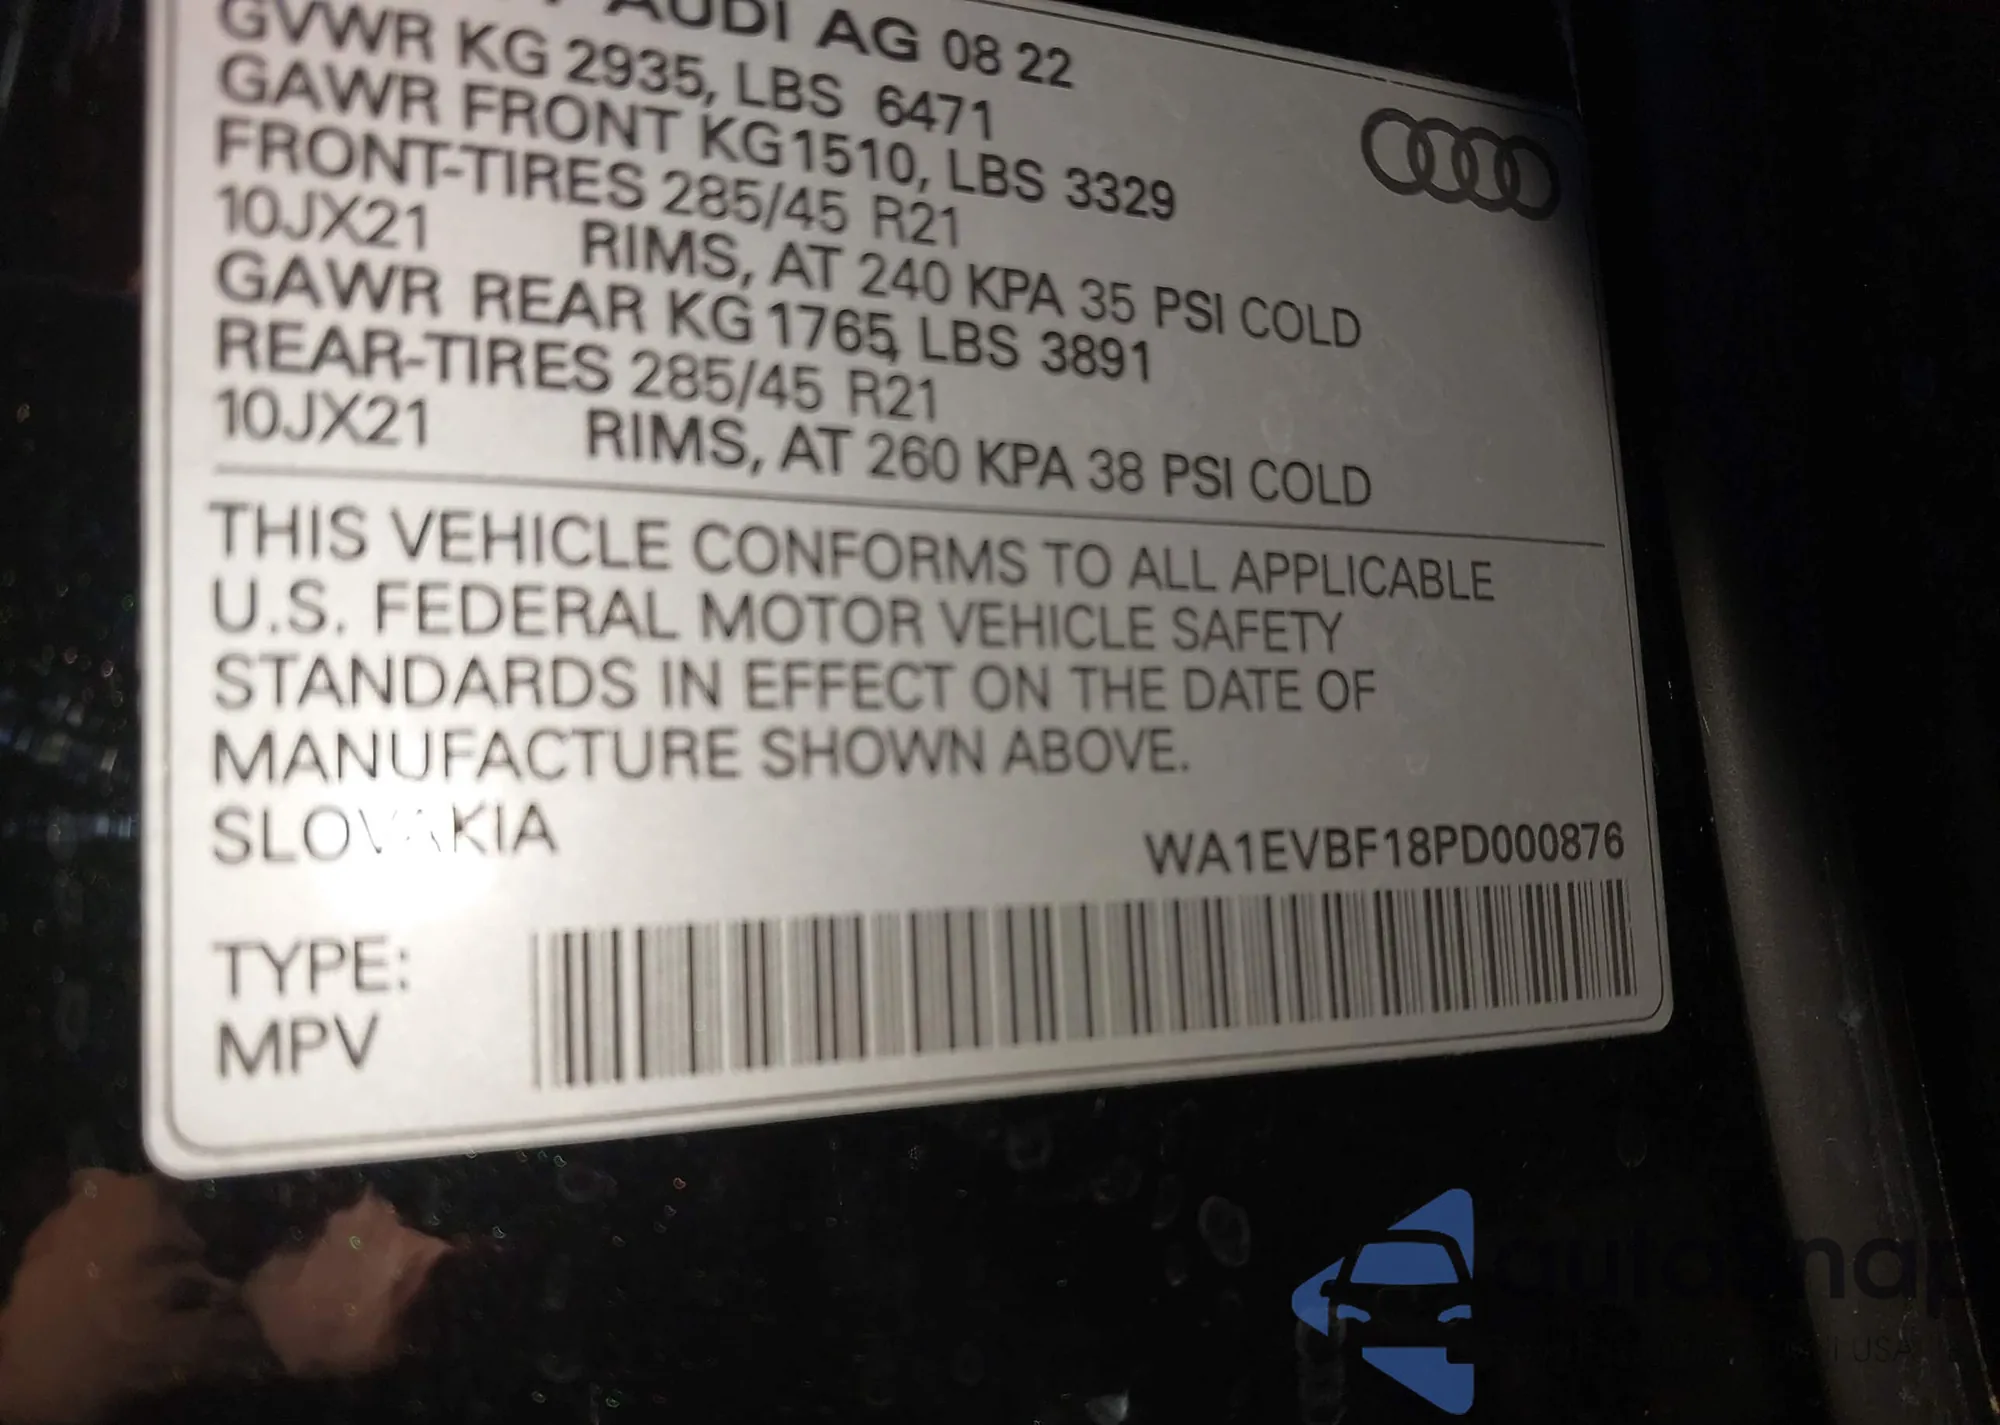 AUDI AG 08 22
GVWR KG 2935, LBS 6471
GAWR FRONT KG 1510, LBS 3329
FRONT-TIRES 285/45 R21
10JX21 RIMS, AT 240 KPA 35 PSI COLD
GAWR REAR KG 1765, LBS 3891
REAR-TIRES 285/45 R21
10JX21 RIMS, AT 260 KPA 38 PSI COLD
THIS VEHICLE CONFORMS TO ALL APPLICABLE
U.S. FEDERAL MOTOR VEHICLE SAFETY
STANDARDS IN EFFECT ON THE DATE OF
MANUFACTURE SHOWN ABOVE.
SLOVAKIA
WA1EVBF18PD000876
TYPE:
MPV
USA